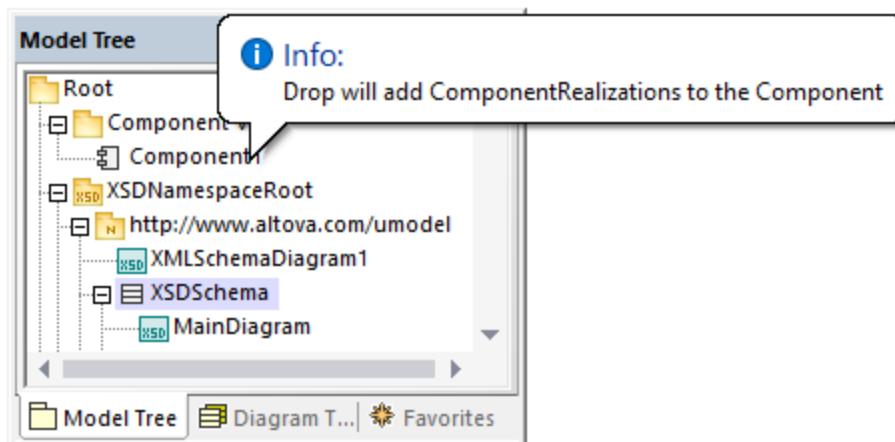 Model Tree
Info:
Drop will add ComponentRealizations to the Component
Root
Component
Component1
XSDNamespaceRoot
http://www.altova.com/umodel
XMLSchemaDiagram1
XSDSchema
MainDiagram
Model Tree
Diagram T...
Favorites